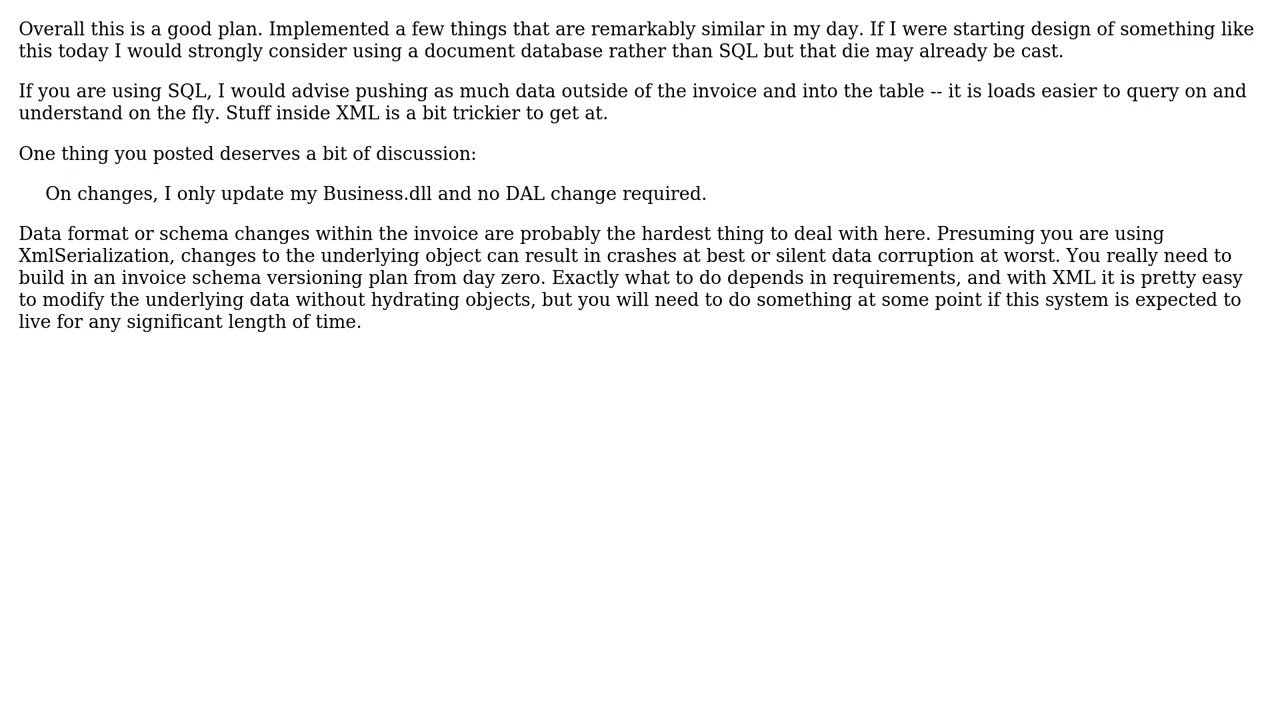 Overall this is a good plan. Implemented a few things that are remarkably similar in my day. If I were starting design of something like
this today I would strongly consider using a document database rather than SQL but that die may already be cast.
If you are using SQL, I would advise pushing as much data outside of the invoice and into the table -- it is loads easier to query on and
understand on the fly. Stuff inside XML is a bit trickier to get at.
One thing you posted deserves a bit of discussion:
On changes, I only update my Business.dll and no DAL change required.
Data format or schema changes within the invoice are probably the hardest thing to deal with here. Presuming you are using
XmlSerialization, changes to the underlying object can result in crashes at best or silent data corruption at worst. You really need to
build in an invoice schema versioning plan from day zero. Exactly what to do depends in requirements, and with XML it is pretty easy
to modify the underlying data without hydrating objects, but you will need to do something at some point if this system is expected to
live for any significant length of time.